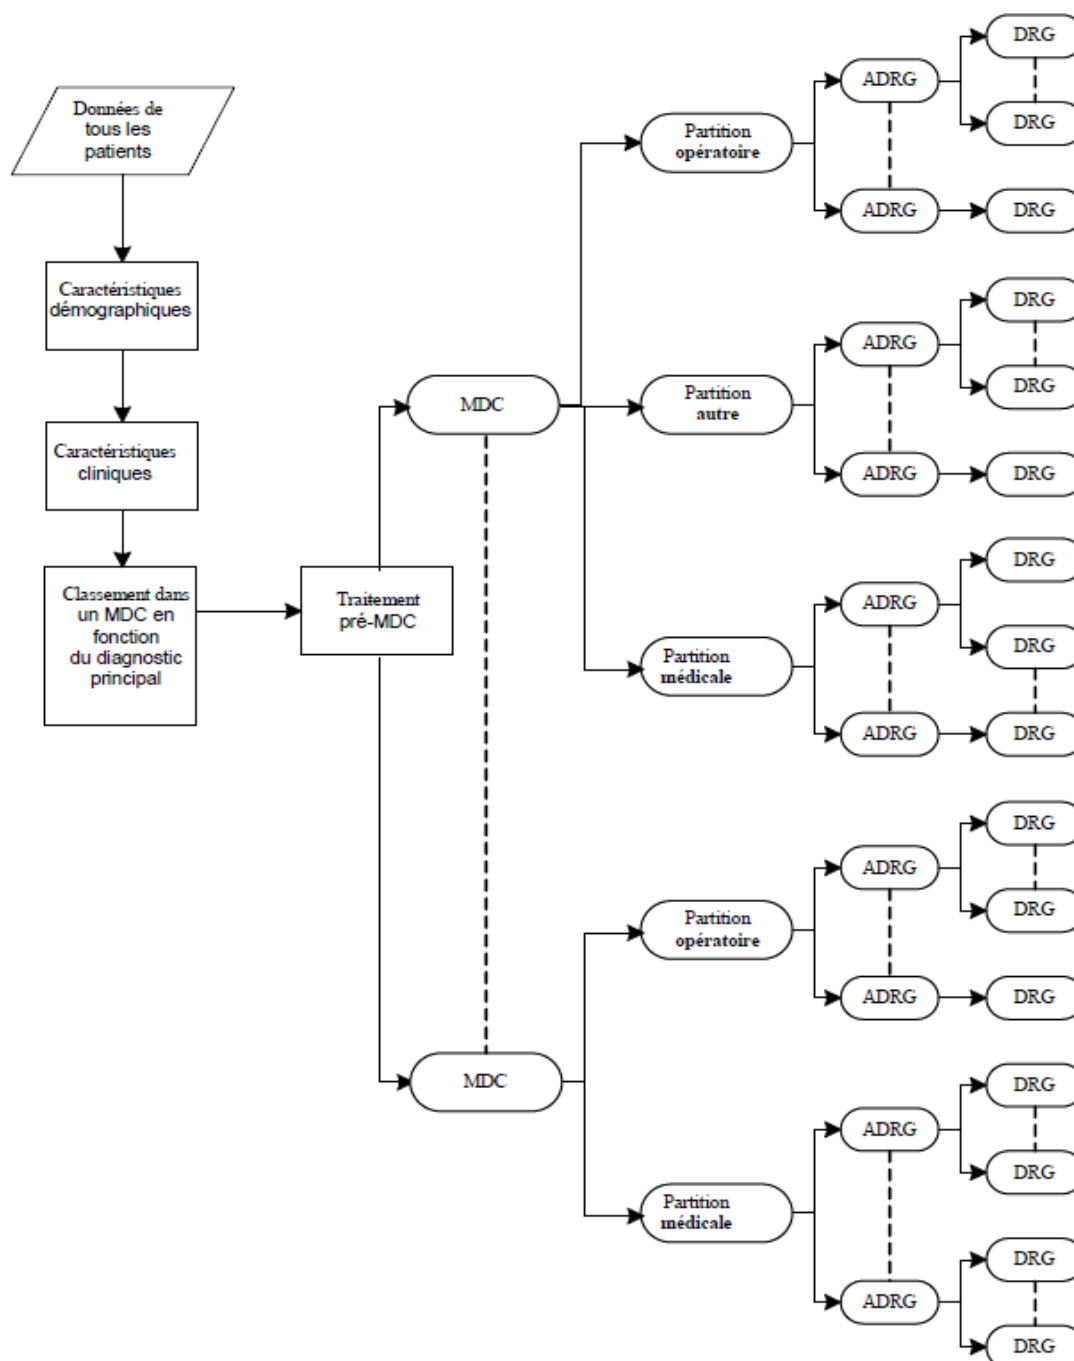 Données de
tous les
patients
Caractéristiques
démographiques
Caractéristiques
cliniques
Classement dans
un MDC en
fonction
du diagnostic
principal
Traitement
pré-MDC
MDC
MDC
Partition
opératoire
ADRG
DRG
DRG
ADRG
DRG
Partition
autre
ADRG
DRG
DRG
ADRG
DRG
Partition
médicale
ADRG
DRG
DRG
ADRG
DRG
Partition
opératoire
ADRG
DRG
DRG
ADRG
DRG
Partition
médicale
ADRG
DRG
DRG
ADRG
DRG
DRG